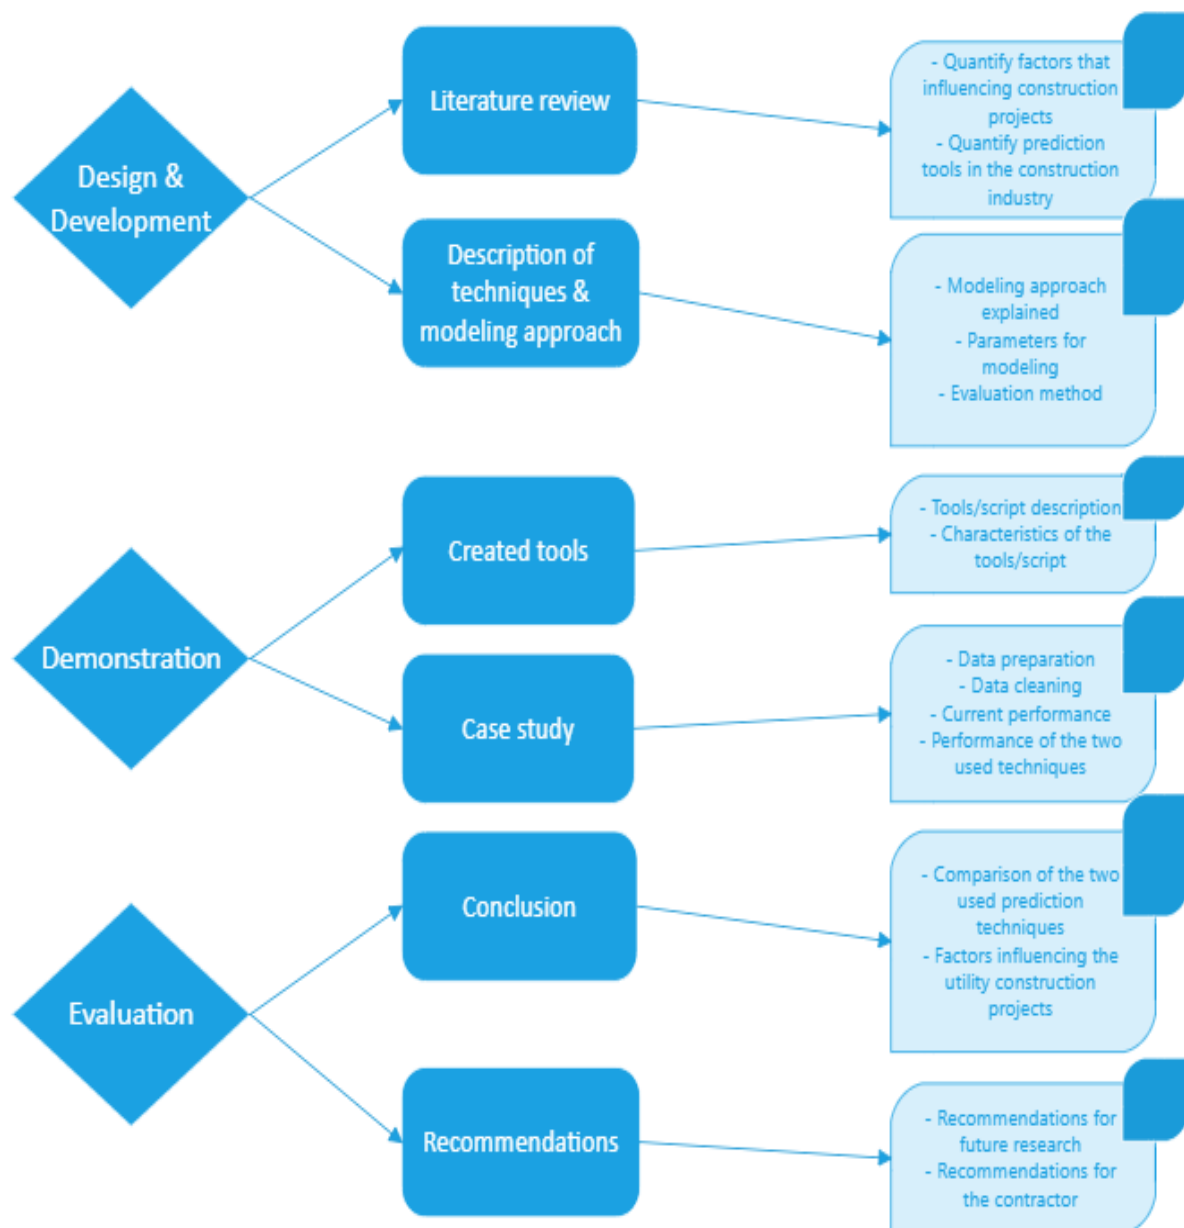 Design &
Development
Literature review
- Quantify factors that
influencing construction
projects
- Quantify prediction
tools in the construction
industry
Description of
techniques &
modeling approach
- Modeling approach
explained
- Parameters for
modeling
- Evaluation method
Demonstration
Created tools
- Tools/script description
- Characteristics of the
tools/script
Case study
- Data preparation
- Data cleaning
- Current performance
- Performance of the two
used techniques
Evaluation
Conclusion
- Comparison of the two
used prediction
techniques
- Factors influencing the
utility construction
projects
Recommendations
- Recommendations for
future research
- Recommendations for
the contractor